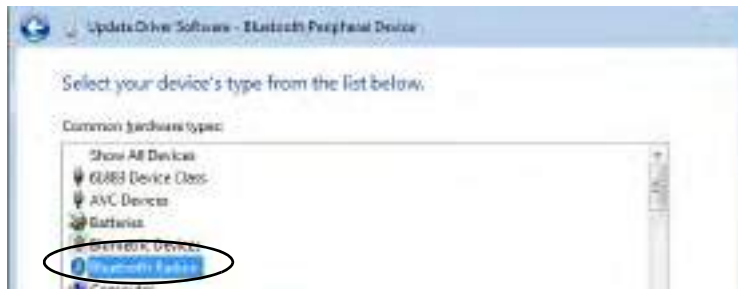 Update Driver Software - Bluetooth Peripheral Device
Select your device's type from the list below.
Common hardware types:
Show All Devices
61883 Device Class
AVC Devices
Batteries
Biometric Devices
Bluetooth Radios
Computer